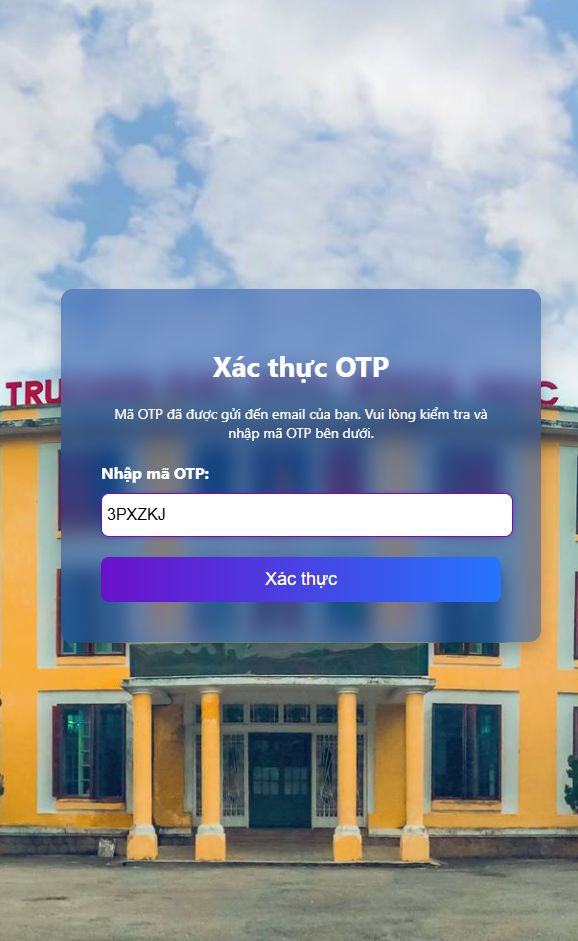 Xác thực OTP
Mã OTP đã được gửi đến email của bạn. Vui lòng kiểm tra và
nhập mã OTP bên dưới.
Nhập mã OTP:
3PXZKJ
Xác thực